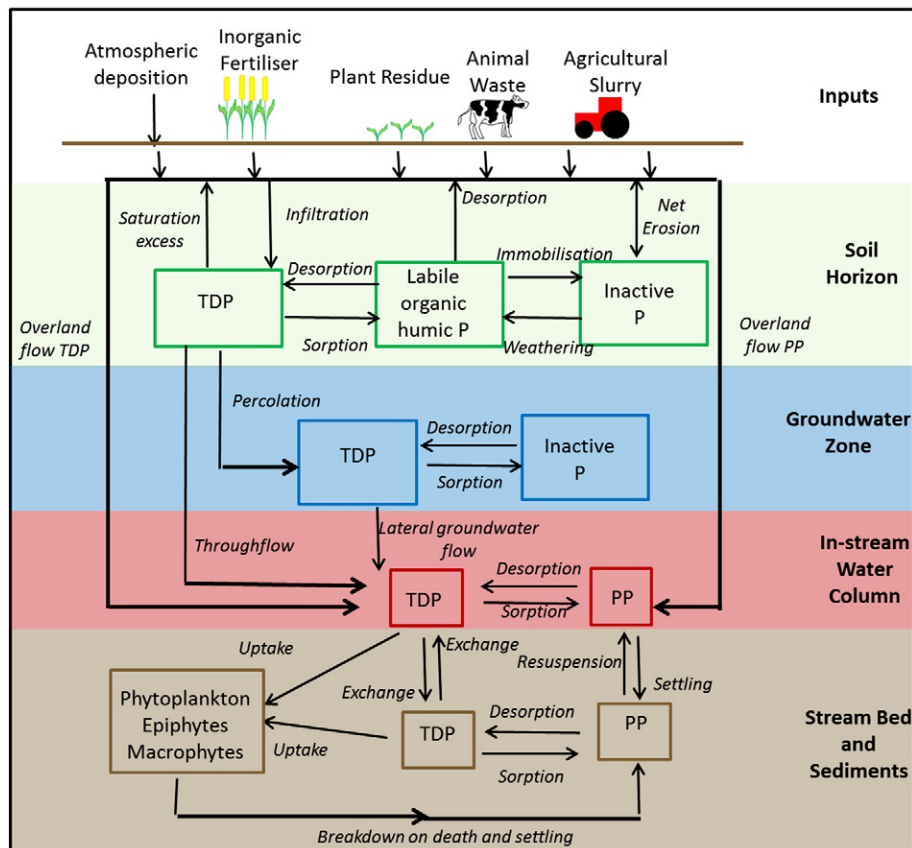 Atmospheric
deposition
Inorganic
Fertiliser
Plant Residue
Animal
Waste
Agricultural
Slurry
Inputs
Saturation
excess
Infiltration
Desorption
Net
Erosion
Soil
Horizon
TDP
Desorption
Sorption
Labile
organic
humic P
Immobilisation
Weathering
Inactive
P
Overland
flow TDP
Overland
flow PP
Percolation
Groundwater
Zone
TDP
Desorption
Sorption
Inactive
P
Throughflow
Lateral groundwater
flow
In-stream
Water
Column
TDP
Desorption
Sorption
PP
Uptake
Exchange
Exchange
Resuspension
Settling
Phytoplankton
Epiphytes
Macrophytes
Uptake
TDP
Desorption
Sorption
PP
Stream Bed
and
Sediments
Breakdown on death and settling